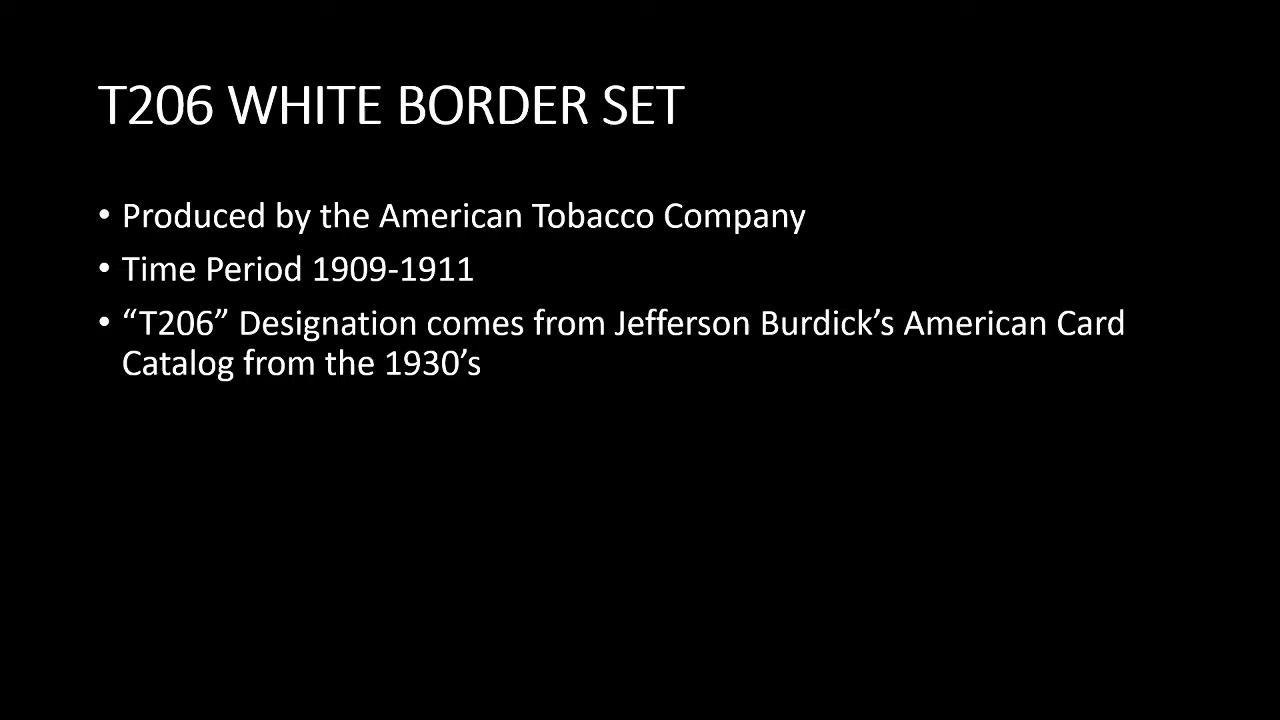 T206 WHITE BORDER SET
• Produced by the American Tobacco Company
• Time Period 1909-1911
• “T206” Designation comes from Jefferson Burdick’s American Card
Catalog from the 1930’s